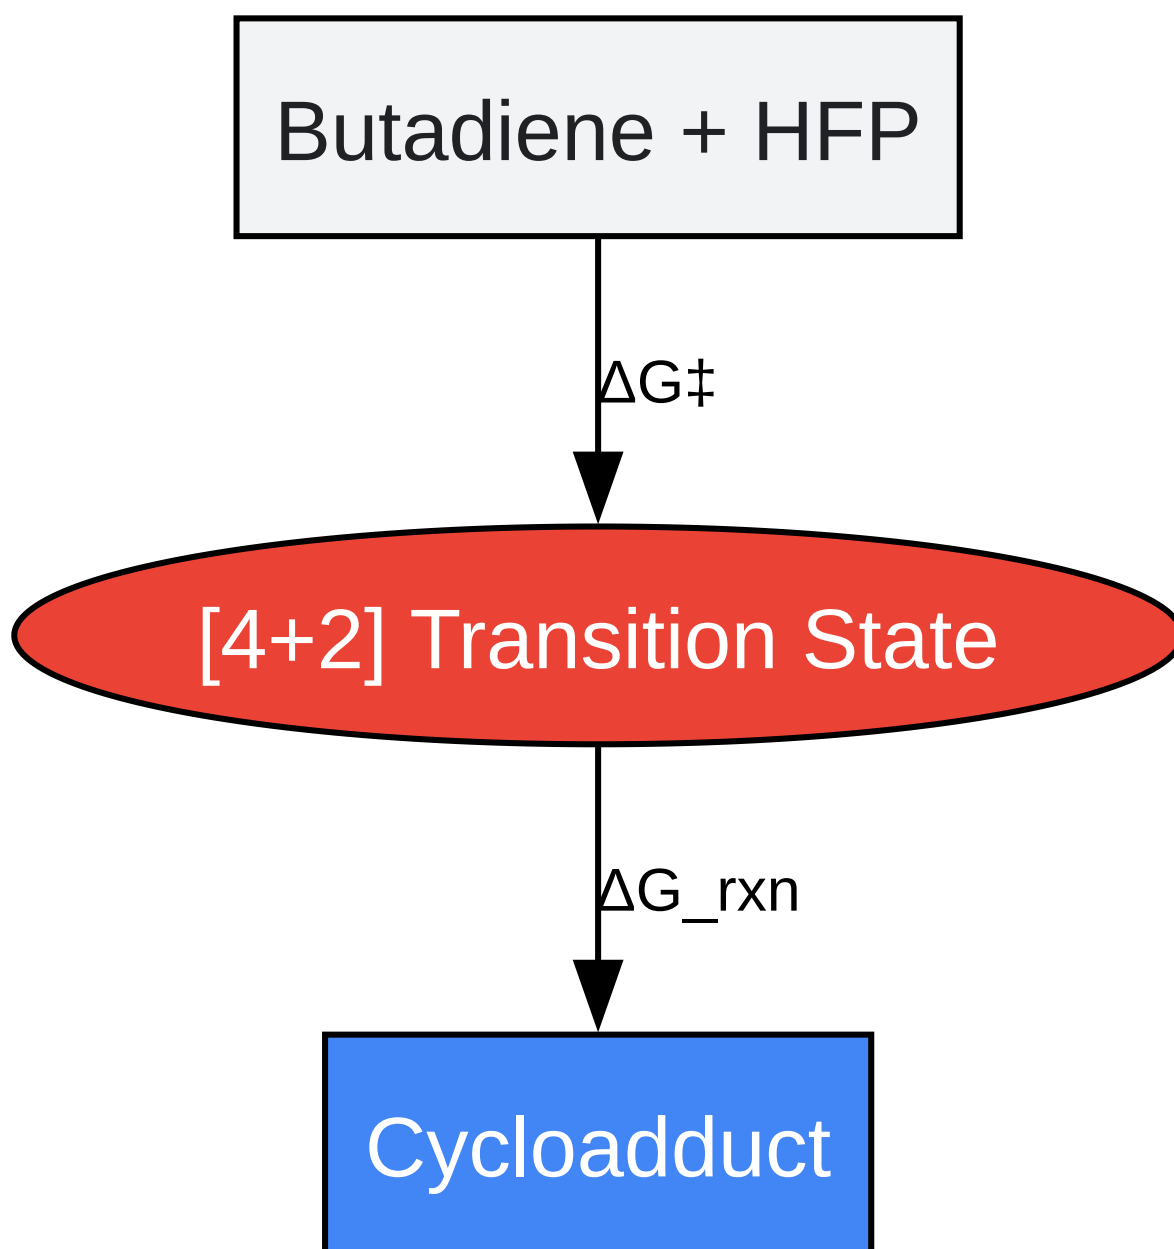 Butadiene + HFP
ΔG‡
[4+2] Transition State
ΔG_rxn
Cycloadduct